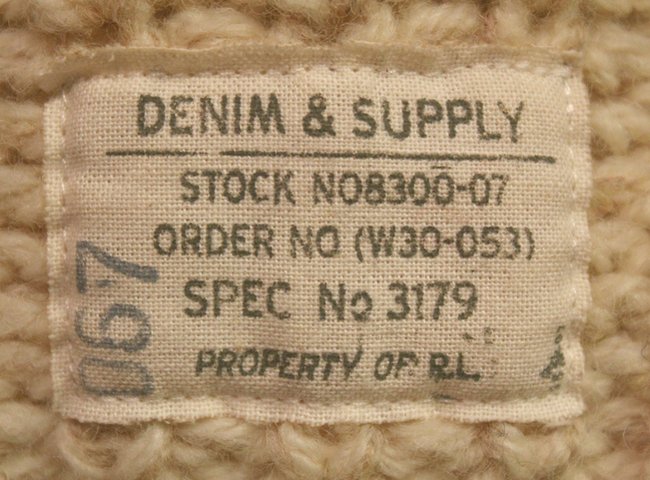 DENIM & SUPPLY
STOCK NO8300-07
ORDER NO (W30-053)
SPEC No 3179
PROPERTY OF R.L.
067